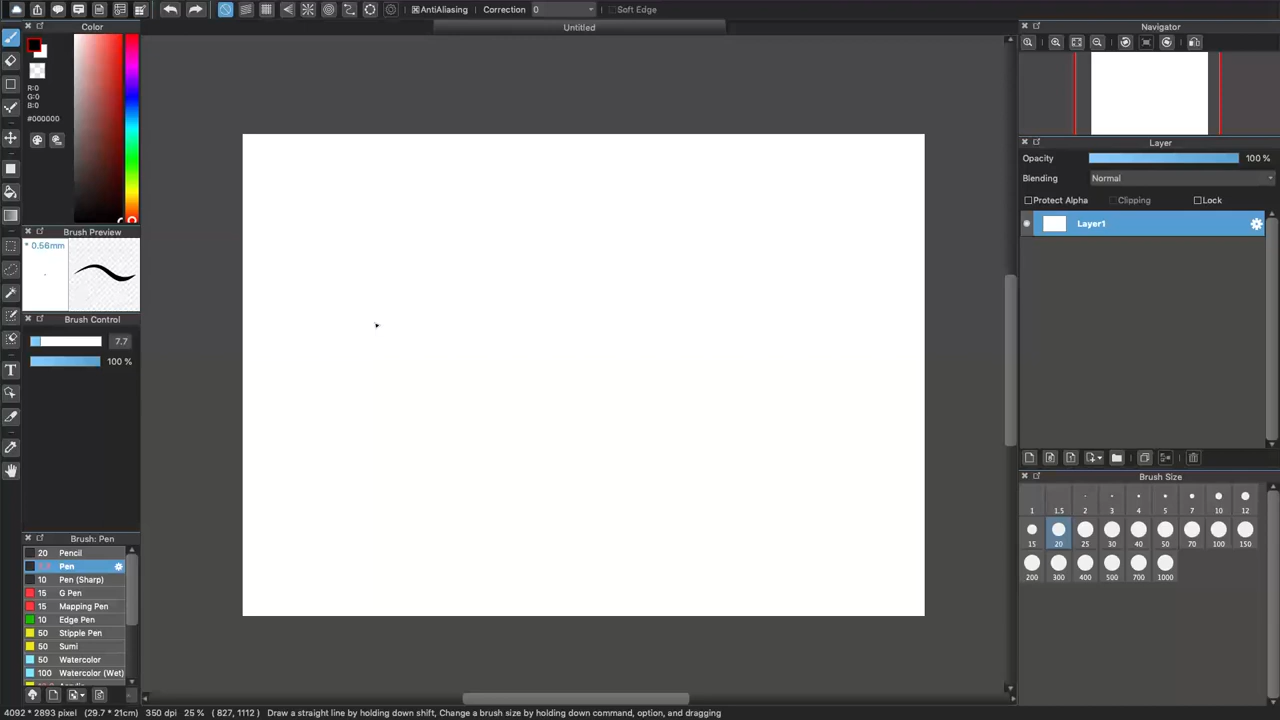 AntiAliasing Correction 0 Soft Edge
Color
Untitled
Navigator
R:0
G:0
B:0
#000000
Brush Preview
* 0.56mm
Brush Control
7.7
100 %
Layer
Opacity 100 %
Blending Normal
Protect Alpha Clipping Lock
Layer1
Brush Size
1 1.5 2 3 4 5 7 10 12
15 20 25 30 40 50 70 100 150
200 300 400 500 700 1000
Brush: Pen
20 Pencil
Pen
10 Pen (Sharp)
15 G Pen
15 Mapping Pen
10 Edge Pen
50 Stipple Pen
50 Sumi
50 Watercolor
100 Watercolor (Wet)
4092 * 2893 pixel (29.7 * 21cm) 350 dpi 25 % ( 827, 1112 ) Draw a straight line by holding down shift, Change a brush size by holding down command, option, and dragging